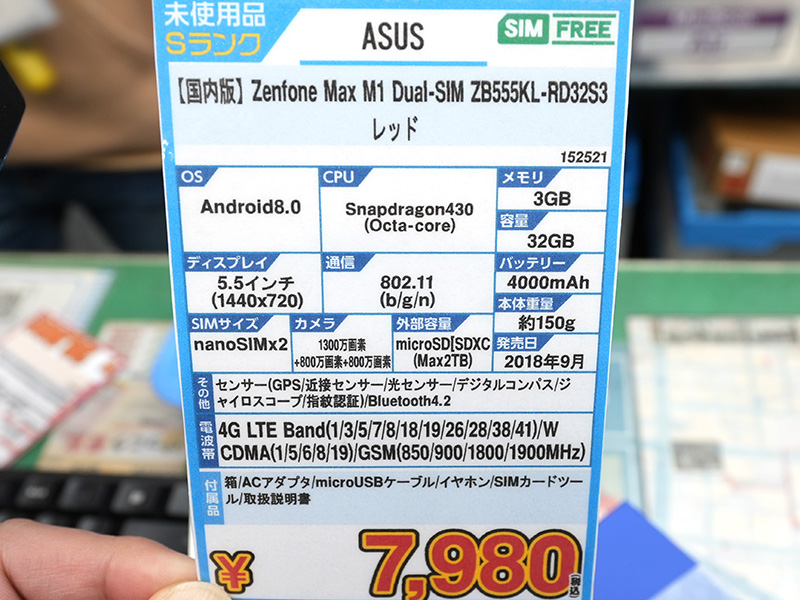 未使用品
Sランク
ASUS
SIM FREE
【国内版】Zenfone Max M1 Dual-SIM ZB555KL-RD32S3
レッド
152521
OS
Android8.0
CPU
Snapdragon430
(Octa-core)
メモリ
3GB
容量
32GB
ディスプレイ
5.5インチ
(1440x720)
通信
802.11
(b/g/n)
バッテリー
4000mAh
本体重量
約150g
SIMサイズ
nanoSIMx2
カメラ
1300万画素
+800万画素+800万画素
外部容量
microSD[SDXC
(Max2TB)
発売日
2018年9月
その他
センサー(GPS/近接センサー/光センサー/デジタルコンパス/ジ
ャイロスコープ/指紋認証)/Bluetooth4.2
電波帯
4G LTE Band(1/3/5/7/8/18/19/26/28/38/41)/W
CDMA(1/5/6/8/19)/GSM(850/900/1800/1900MHz)
付属品
箱/ACアダプタ/microUSBケーブル/イヤホン/SIMカードツー
ル/取扱説明書
¥7,980(税込)